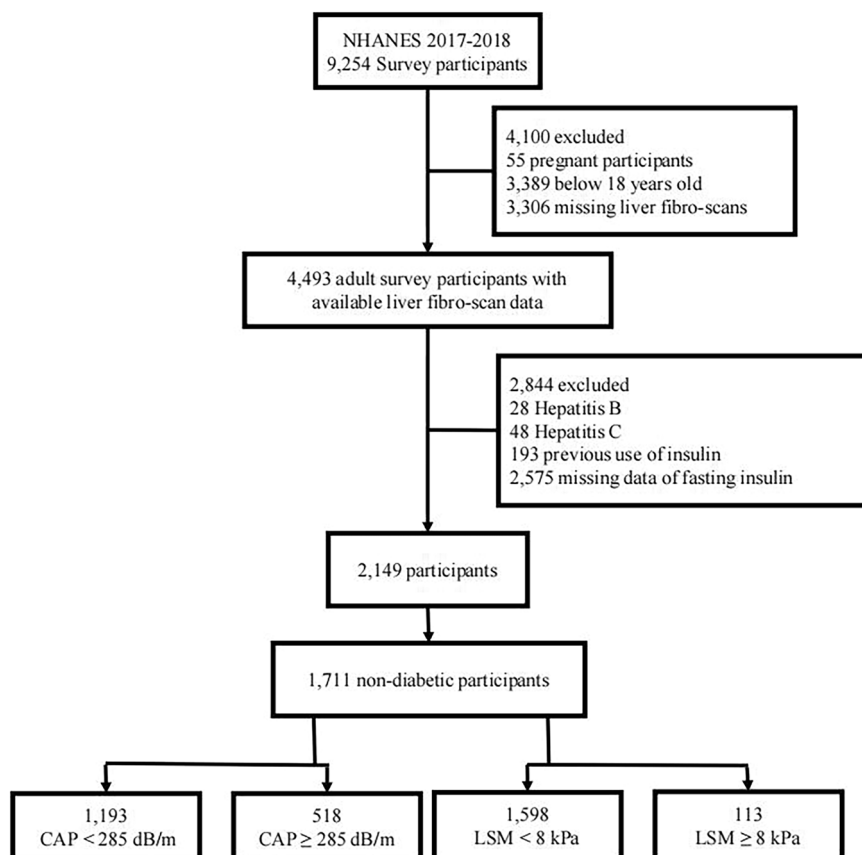 NHANES 2017-2018
9,254 Survey participants
4,100 excluded
55 pregnant participants
3,389 below 18 years old
3,306 missing liver fibro-scans
4,493 adult survey participants with
available liver fibro-scan data
2,844 excluded
28 Hepatitis B
48 Hepatitis C
193 previous use of insulin
2,575 missing data of fasting insulin
2,149 participants
1,711 non-diabetic participants
1,193
CAP < 285 dB/m
518
CAP ≥ 285 dB/m
1,598
LSM < 8 kPa
113
LSM ≥ 8 kPa